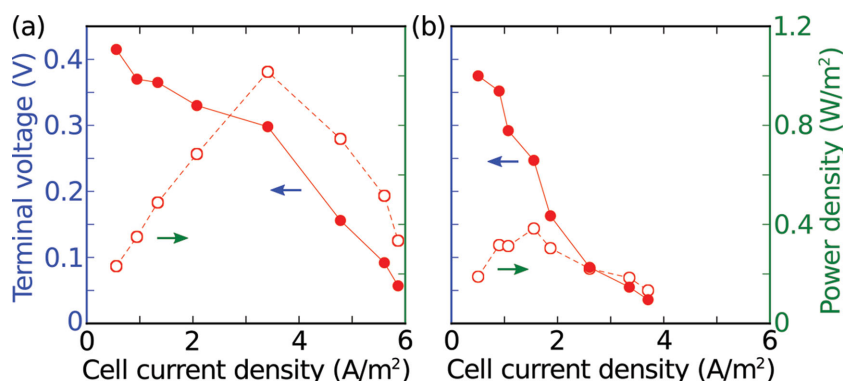 (a)
(b)
Terminal voltage (V)
0.4
0.3
0.2
0.1
0
0 2 4 6
Cell current density (A/m²)
0 2 4 6
Cell current density (A/m²)
1.2
0.8
0.4
0
Power density (W/m²)